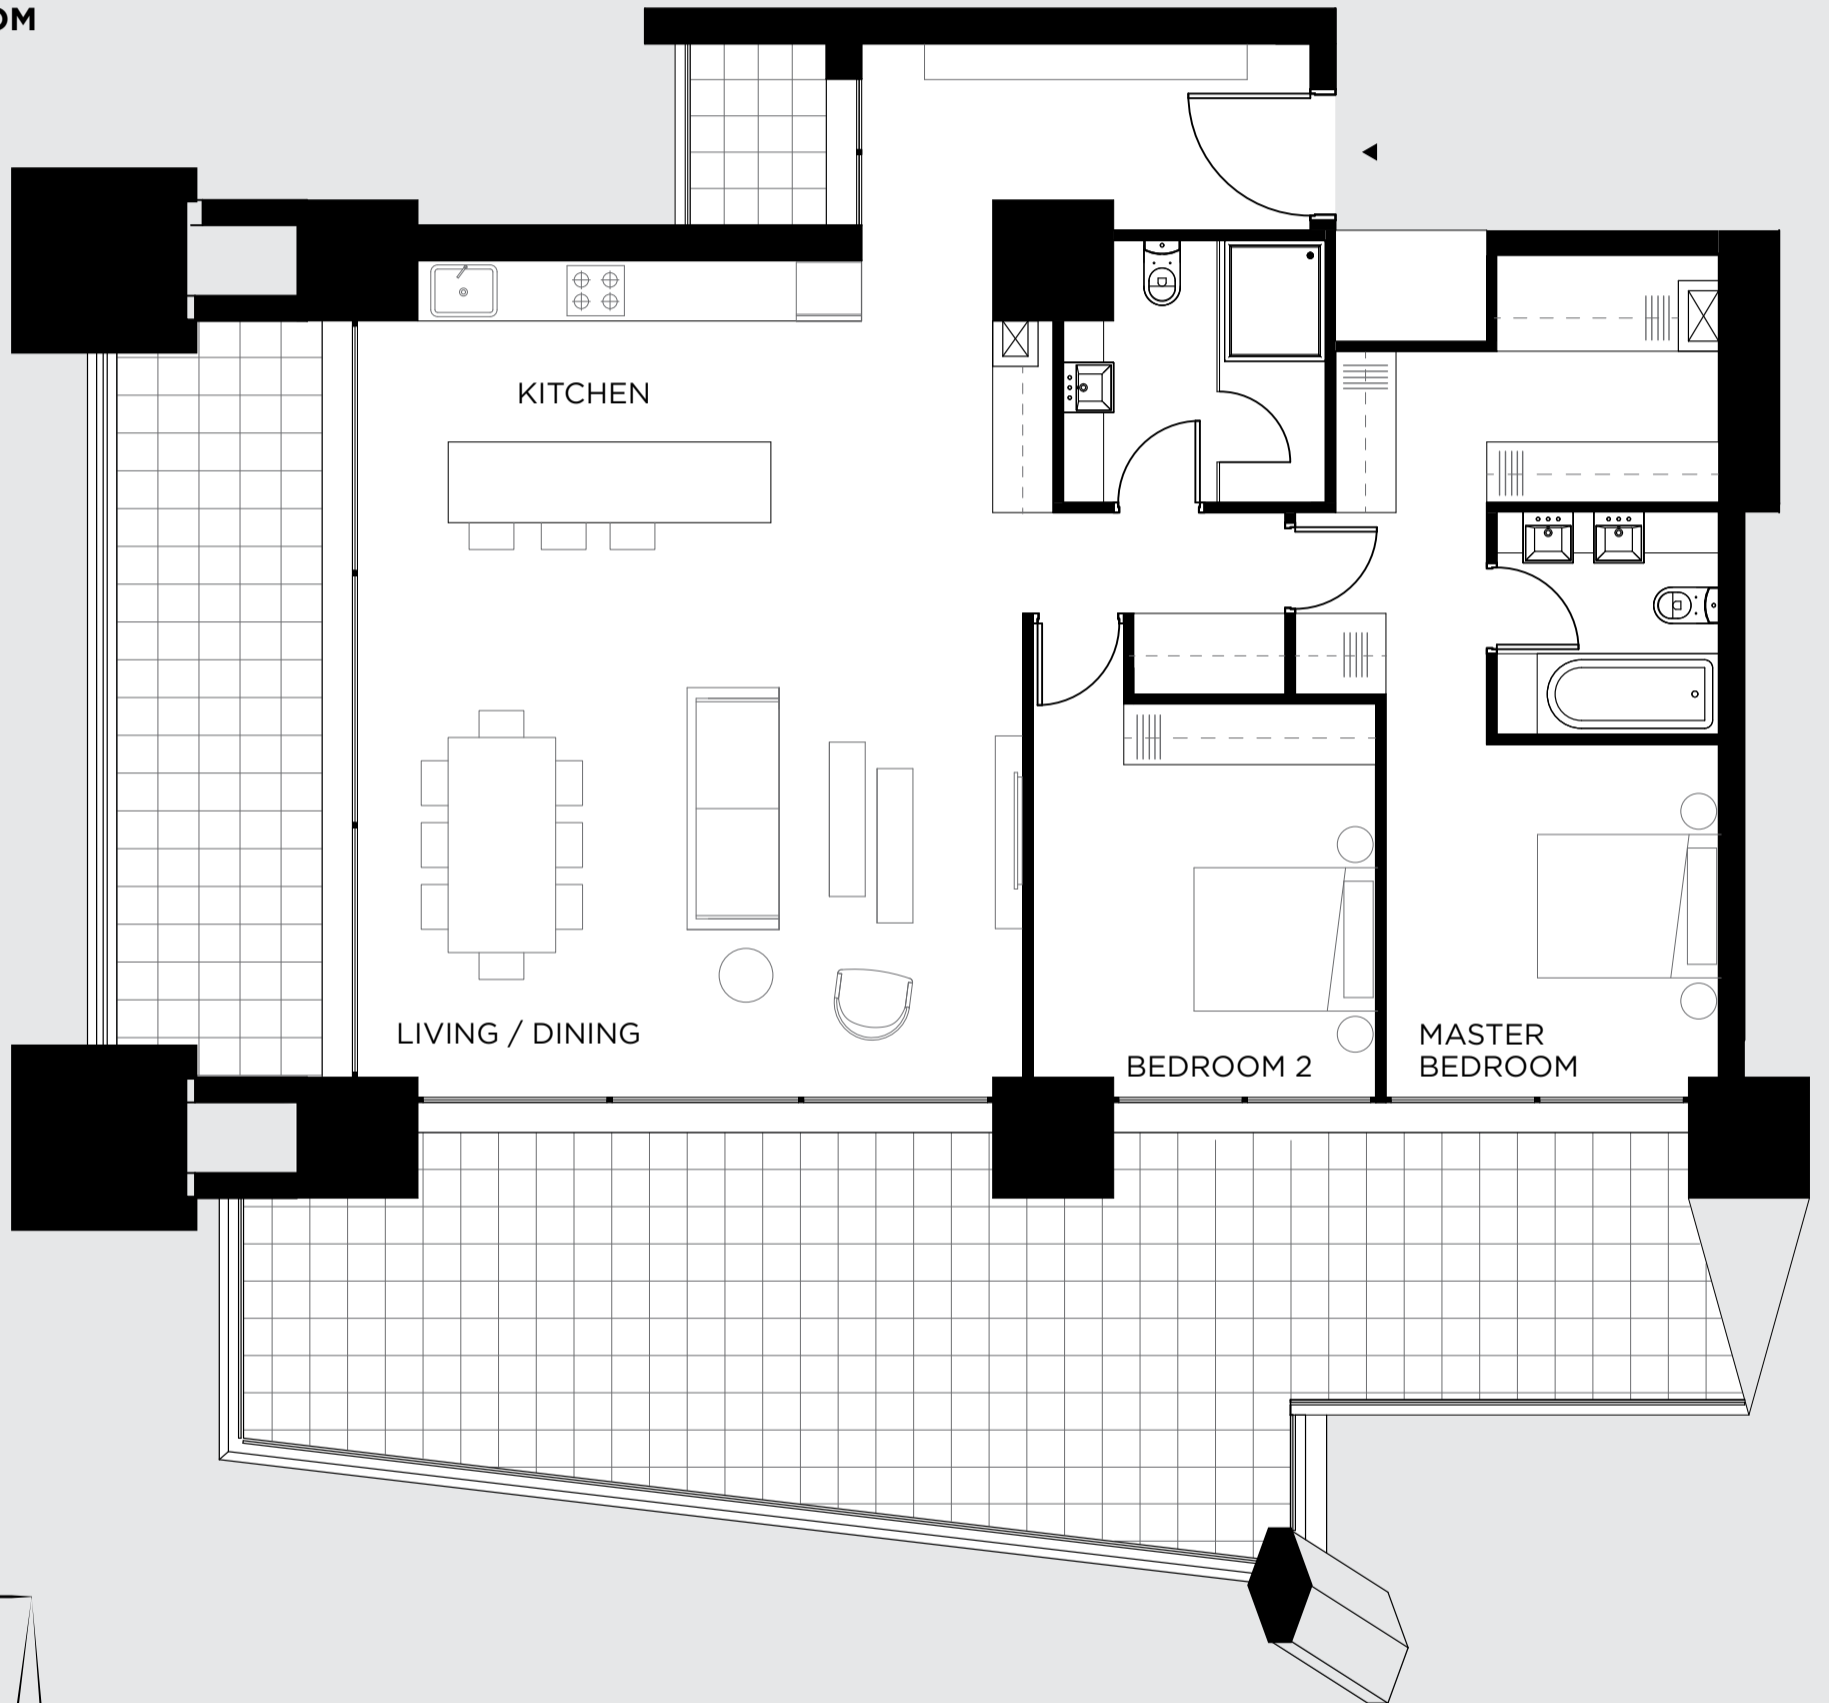 KITCHEN
LIVING / DINING
BEDROOM 2
MASTER
BEDROOM